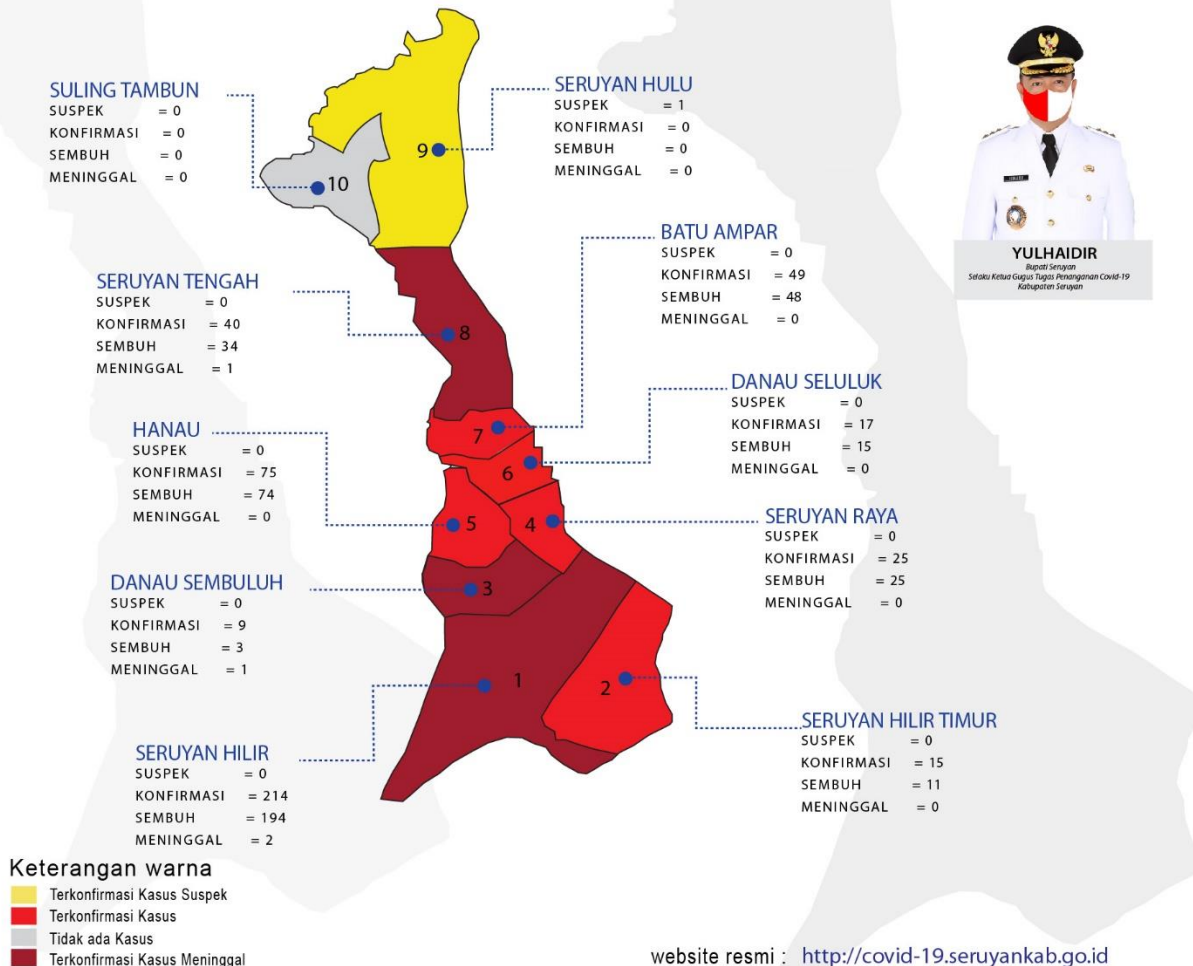 SULING TAMBUN
SUSPEK = 0
KONFIRMASI = 0
SEMBUH = 0
MENINGGAL = 0
SERUYAN HULU
SUSPEK = 1
KONFIRMASI = 0
SEMBUH = 0
MENINGGAL = 0
YULHAIDIR
Bupati Seruyan
Selaku Ketua Gugus Tugas Penanganan Covid-19
Kabupaten Seruyan
BATU AMPAR
SUSPEK = 0
KONFIRMASI = 49
SEMBUH = 48
MENINGGAL = 0
SERUYAN TENGAH
SUSPEK = 0
KONFIRMASI = 40
SEMBUH = 34
MENINGGAL = 1
DANAU SELULUK
SUSPEK = 0
KONFIRMASI = 17
SEMBUH = 15
MENINGGAL = 0
HANAU
SUSPEK = 0
KONFIRMASI = 75
SEMBUH = 74
MENINGGAL = 0
SERUYAN RAYA
SUSPEK = 0
KONFIRMASI = 25
SEMBUH = 25
MENINGGAL = 0
DANAU SEMBULUH
SUSPEK = 0
KONFIRMASI = 9
SEMBUH = 3
MENINGGAL = 1
SERUYAN HILIR TIMUR
SUSPEK = 0
KONFIRMASI = 15
SEMBUH = 11
MENINGGAL = 0
SERUYAN HILIR
SUSPEK = 0
KONFIRMASI = 214
SEMBUH = 194
MENINGGAL = 2
9
10
8
7
6
5
4
3
1
2
Keterangan warna
Terkonfirmasi Kasus Suspek
Terkonfirmasi Kasus
Tidak ada Kasus
Terkonfirmasi Kasus Meninggal
website resmi : http://covid-19.seruyankab.go.id